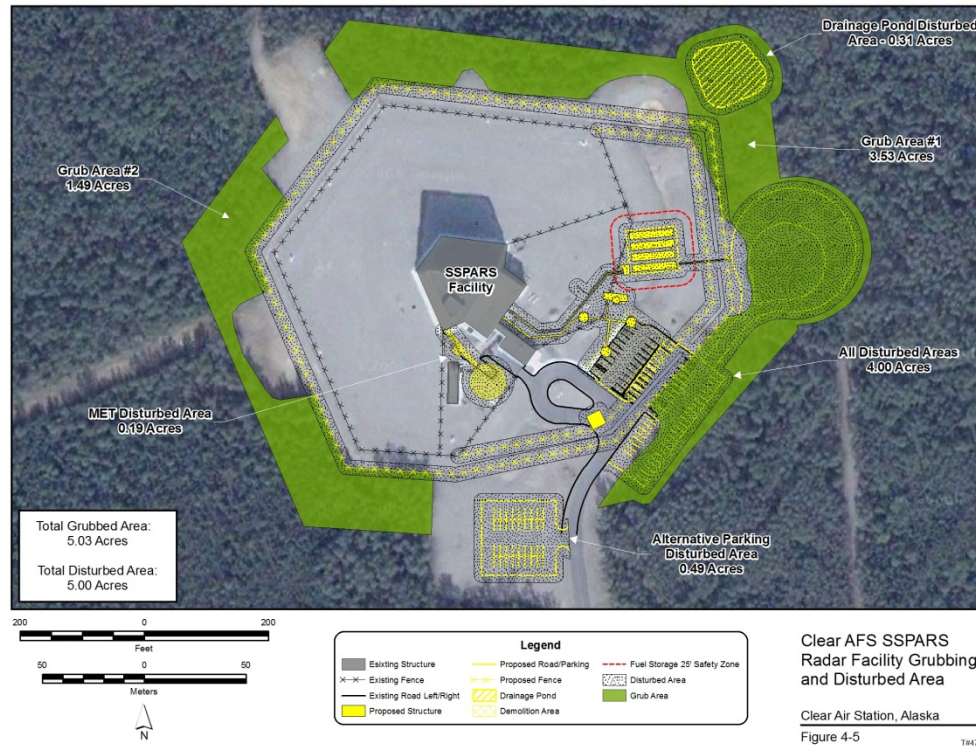 Drainage Pond Disturbed
Area - 0.31 Acres
Grub Area #2
1.49 Acres
Grub Area #1
3.53 Acres
SSPARS
Facility
All Disturbed Areas
4.00 Acres
MET Disturbed Area
0.19 Acres
Alternative Parking
Disturbed Area
0.49 Acres
Total Grubbed Area:
5.03 Acres
Total Disturbed Area:
5.00 Acres
200 0 200
Feet
50 0 50
Meters
N
Legend
Esixting Structure
Existing Fence
Existing Road Left/Right
Proposed Structure
Proposed Road/Parking
Proposed Fence
Drainage Pond
Demolition Area
Fuel Storage 25' Safety Zone
Disturbed Area
Grub Area
Clear AFS SSPARS
Radar Facility Grubbing
and Disturbed Area
Clear Air Station, Alaska
Figure 4-5